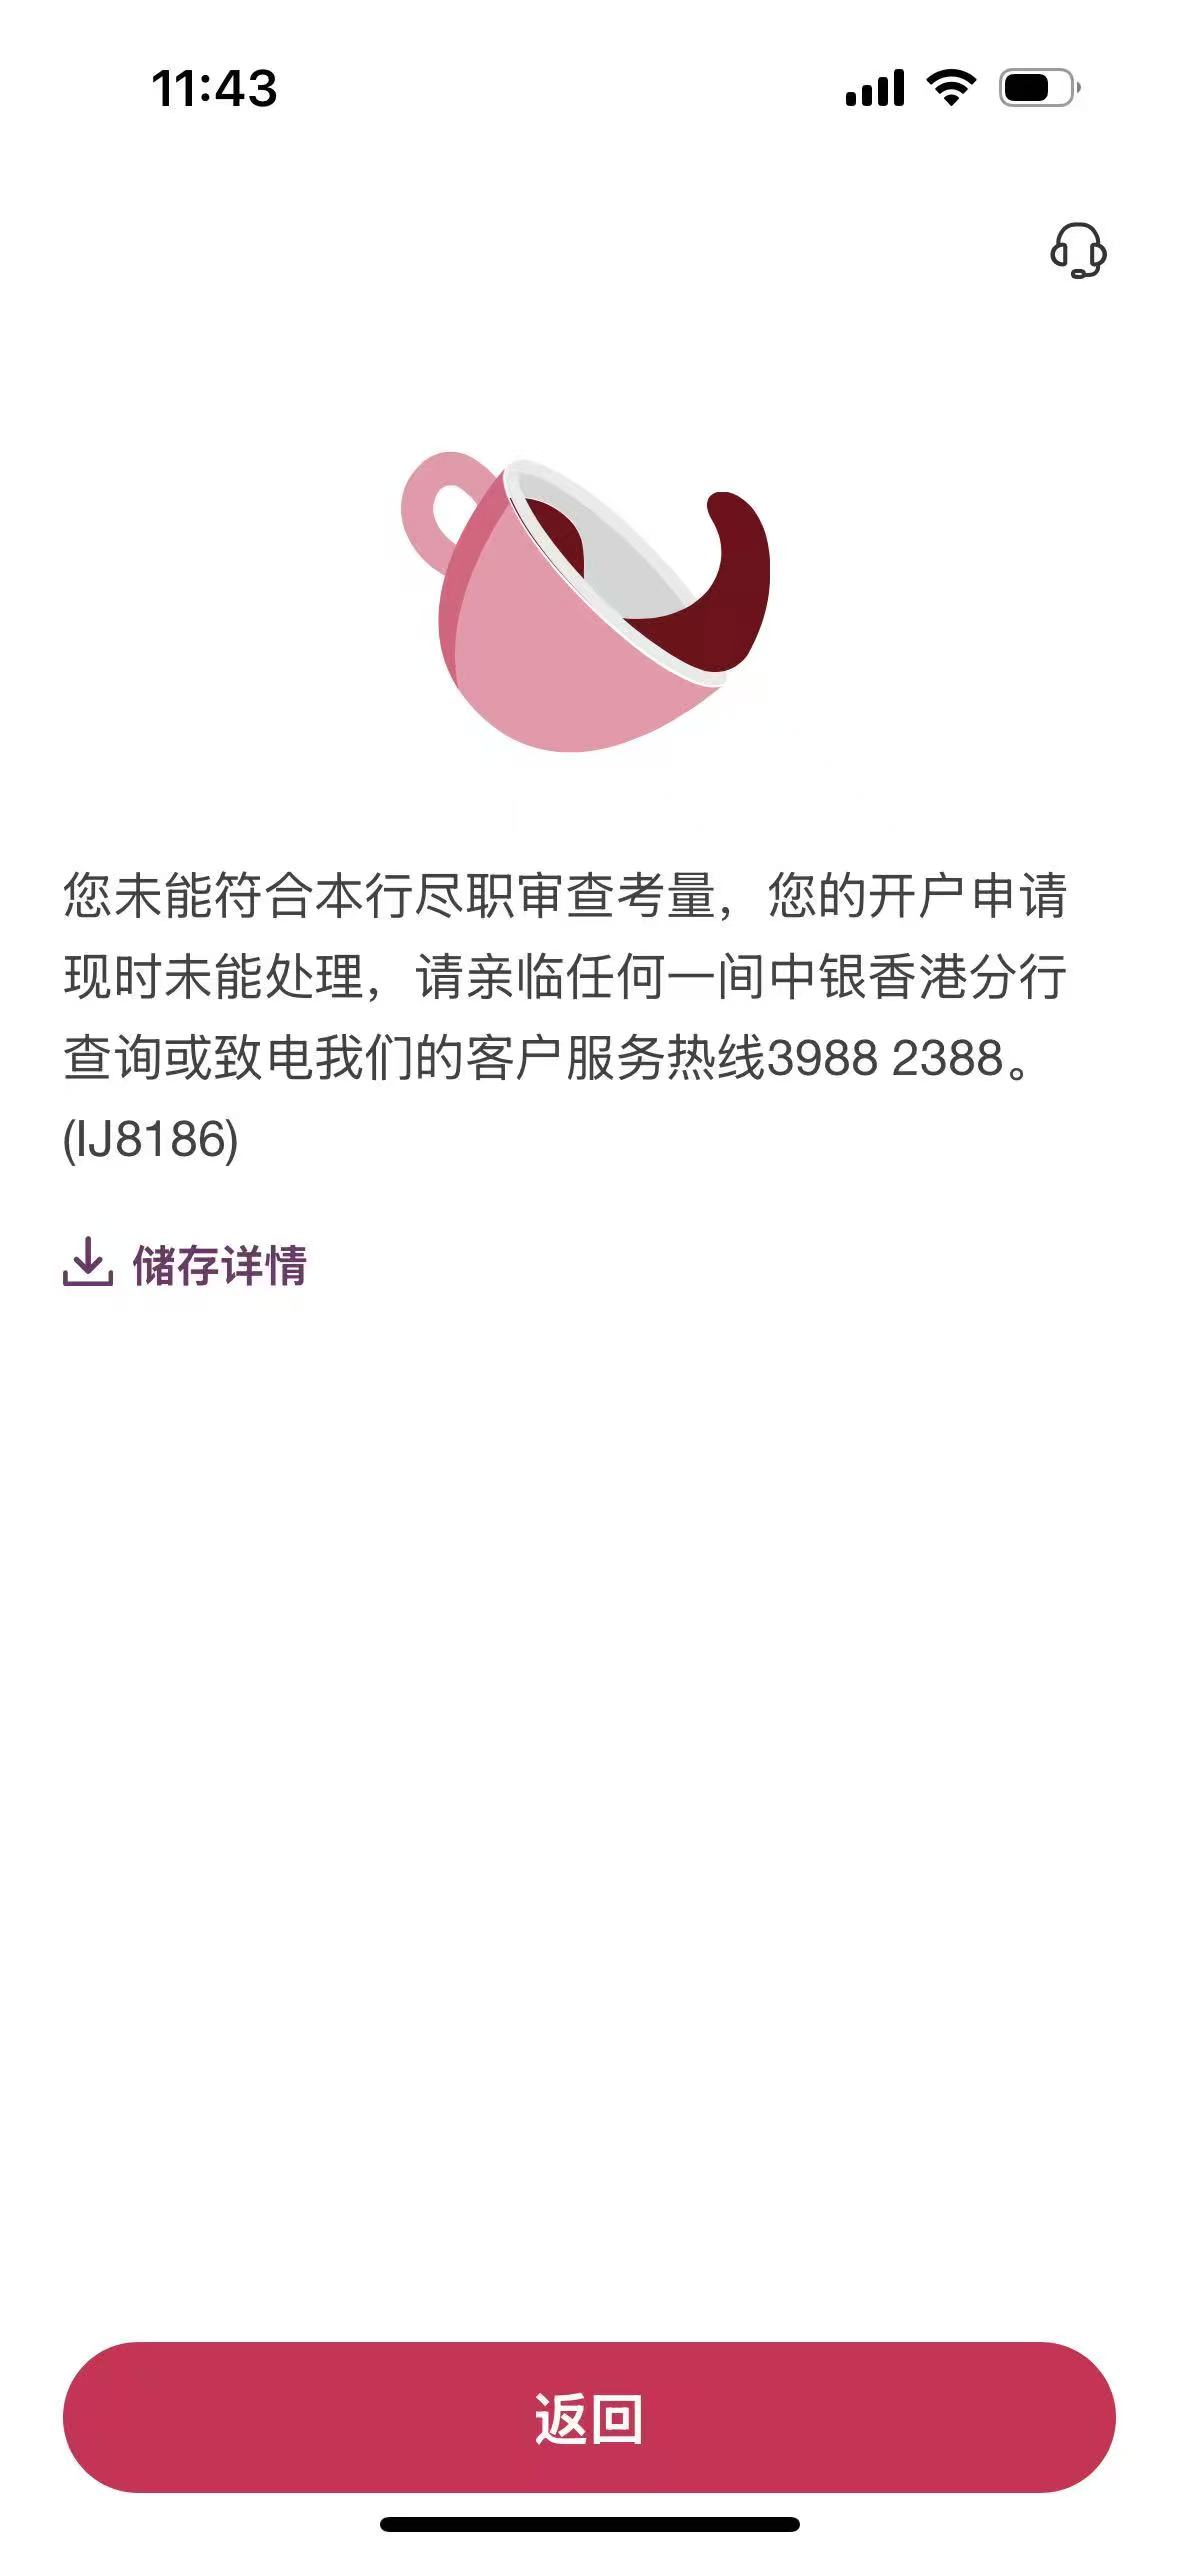 11:43
您未能符合本行尽职审查考量，您的开户申请
现时未能处理，请亲临任何一间中银香港分行
查询或致电我们的客户服务热线3988 2388。
(IJ8186)
储存详情
返回